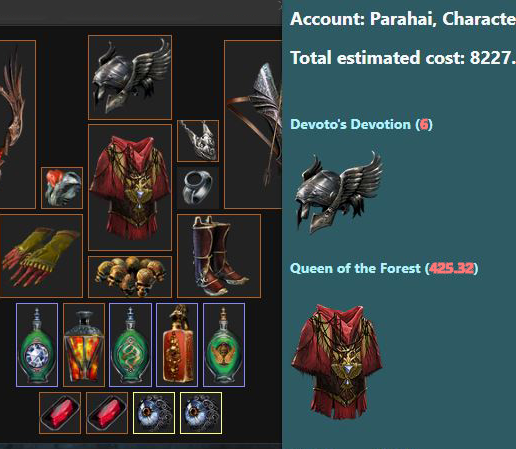 Account: Parahai, Characte
Total estimated cost: 8227.
Devoto's Devotion (6)
Queen of the Forest (425.32)